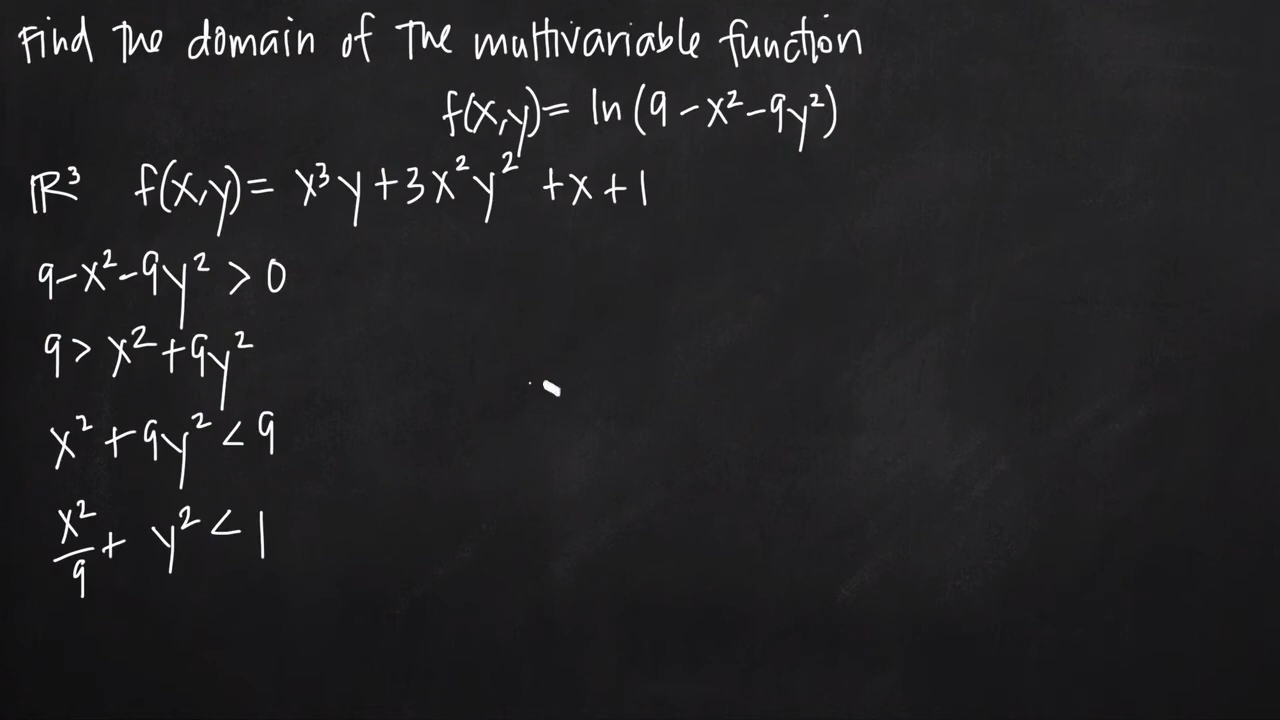 Find the domain of the multivariable function
f(x,y)= ln(9-x²-9y²)
ℝ³ f(x,y)= x³y+3x²y²+x+1
9-x²-9y²>0
9>x²+9y²
x²+9y²<9
x²/9+ y²<1